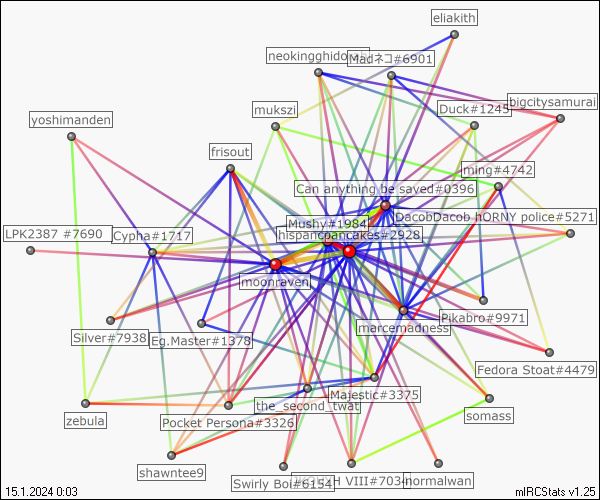 eliakith
neokingghido
Madネコ#6901
bigcitysamurai
Duck#1245
mukszi
yoshimanden
frisout
ming#4742
Can anything be saved#0396
DacobDacob hORNY police#5271
Mushy#1984
LPK2387 #7690
Cypha#1717
hispanicpancakes#2928
moonraven
Pikabro#9971
marcemadness
Silver#7938
Eg.Master#1378
Fedora Stoat#4479
Majestic#3375
the_second_twat
somass
zebula
Pocket Persona#3326
shawntee9
Swirly Boi#6154
VIII#7034
normalwan
15.1.2024 0:03
mIRCStats v1.25